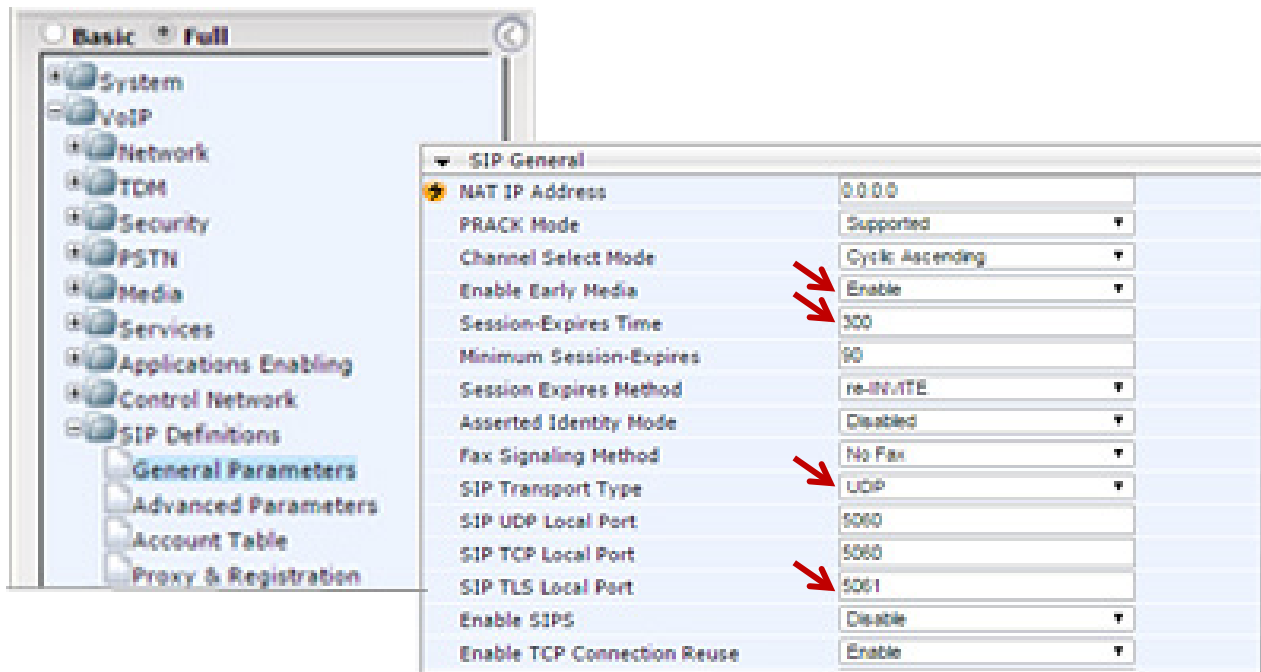 Basic Full
System
VoIP
Network
TDM
Security
PSTN
Media
Services
Applications Enabling
Control Network
SIP Definitions
General Parameters
Advanced Parameters
Account Table
Proxy & Registration
SIP General
NAT IP Address 0.0.0.0
PRACK Mode Supported
Channel Select Mode Cyclic Ascending
Enable Early Media Enable
Session-Expires Time 300
Minimum Session-Expires 90
Session Expires Method re-INVITE
Asserted Identity Mode Disabled
Fax Signaling Method No Fax
SIP Transport Type UDP
SIP UDP Local Port 5060
SIP TCP Local Port 5060
SIP TLS Local Port 5061
Enable SIPS Disable
Enable TCP Connection Reuse Enable